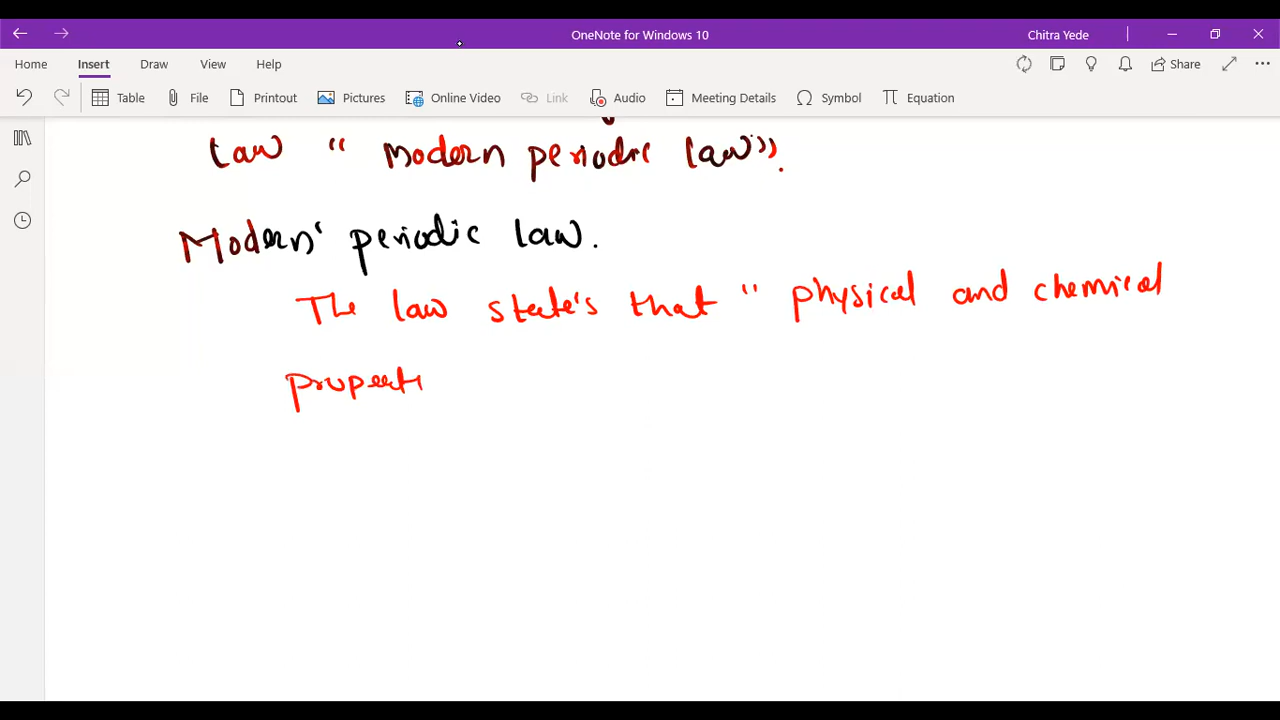 OneNote for Windows 10
Chitra Yede
Home Insert Draw View Help
Share
Table File Printout Pictures Online Video Link Audio Meeting Details Symbol Equation
Law " Modern periodic law".
Modern' periodic law.
The law state's that " physical and chemical
propert